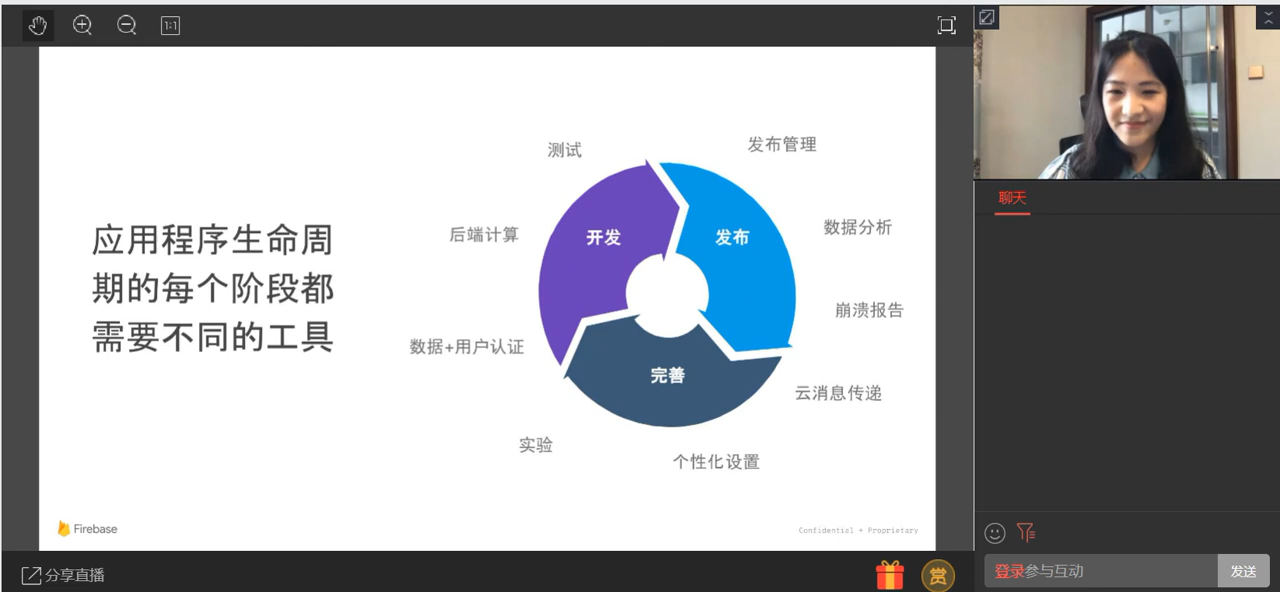 1:1
应用程序生命周
期的每个阶段都
需要不同的工具
测试
发布管理
后端计算
开发
发布
数据分析
崩溃报告
数据+用户认证
完善
云消息传递
实验
个性化设置
Firebase
Confidential + Proprietary
聊天
登录参与互动
发送
分享直播
赏